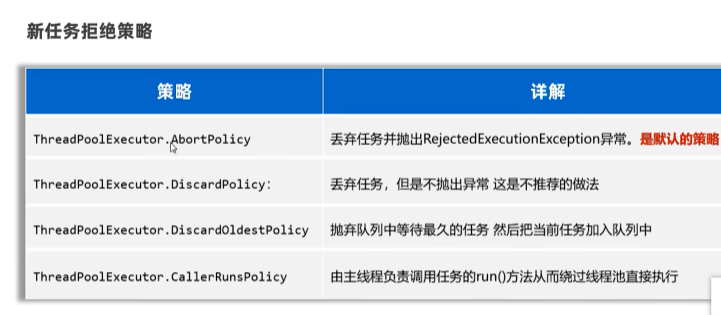 新任务拒绝策略
策略 详解
ThreadPoolExecutor.AbortPolicy 丢弃任务并抛出RejectedExecutionException异常。是默认的策略
ThreadPoolExecutor.DiscardPolicy: 丢弃任务，但是不抛出异常 这是不推荐的做法
ThreadPoolExecutor.DiscardOldestPolicy 抛弃队列中等待最久的任务 然后把当前任务加入队列中
ThreadPoolExecutor.CallerRunsPolicy 由主线程负责调用任务的run()方法从而绕过线程池直接执行